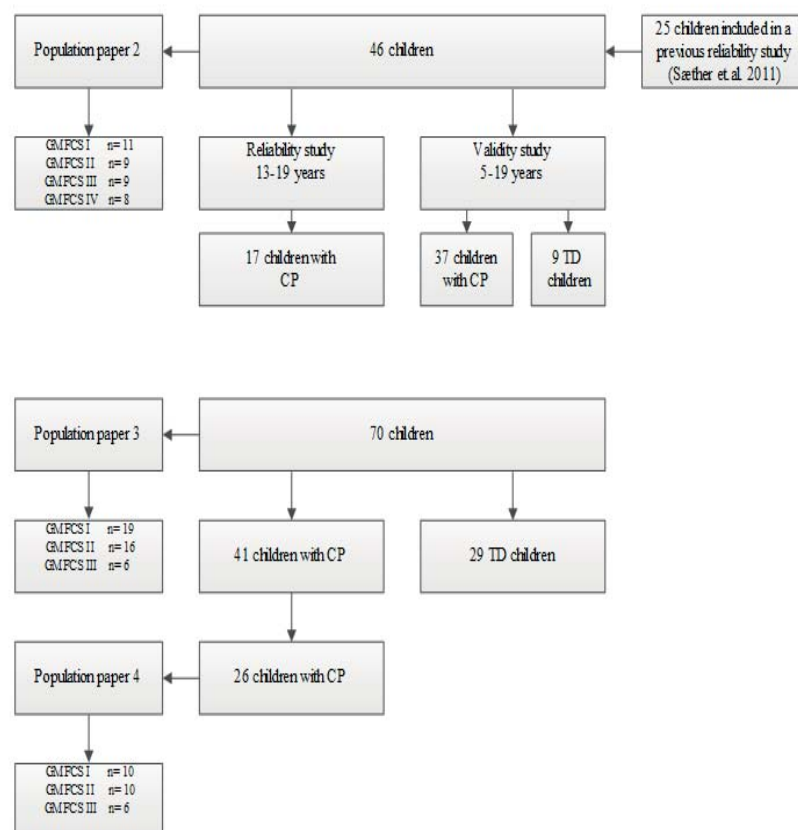 Population paper 2
46 children
25 children included in a
previous reliability study
(Sæther et.al. 2011)
GMFCS I n= 11
GMFCS II n= 9
GMFCS III n= 9
GMFCS IV n= 8
Reliability study
13-19 years
Validity study
5-19 years
17 children with
CP
37 children
with CP
9 TD
children
Population paper 3
70 children
GMFCS I n= 19
GMFCS II n= 16
GMFCS III n= 6
41 children with CP
29 TD children
Population paper 4
26 children with CP
GMFCS I n= 10
GMFCS II n= 10
GMFCS III n= 6